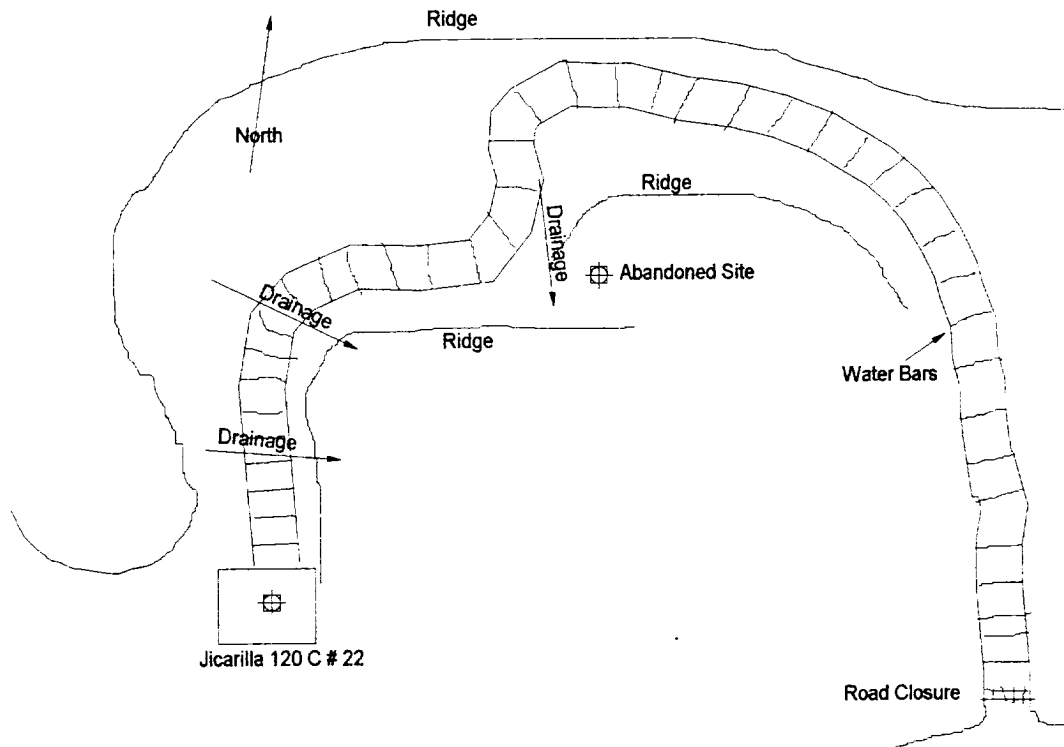 Ridge
North
Ridge
Drainage
Abandoned Site
Drainage
Ridge
Water Bars
Drainage
Jicarilla 120 C # 22
Road Closure